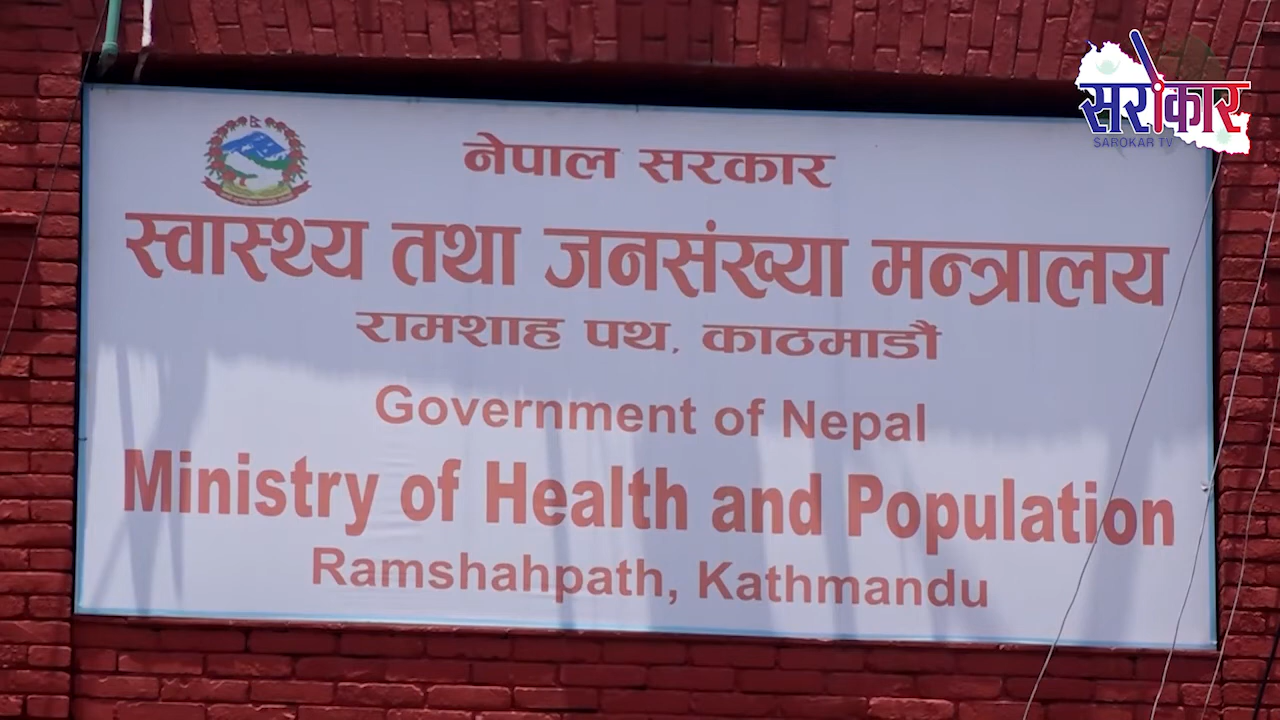 नेपाल सरकार
स्वास्थ्य तथा जनसंख्या मन्त्रालय
रामशाह पथ, काठमाडौं
Government of Nepal
Ministry of Health and Population
Ramshahpath, Kathmandu
सरोकार
SAROKAR TV